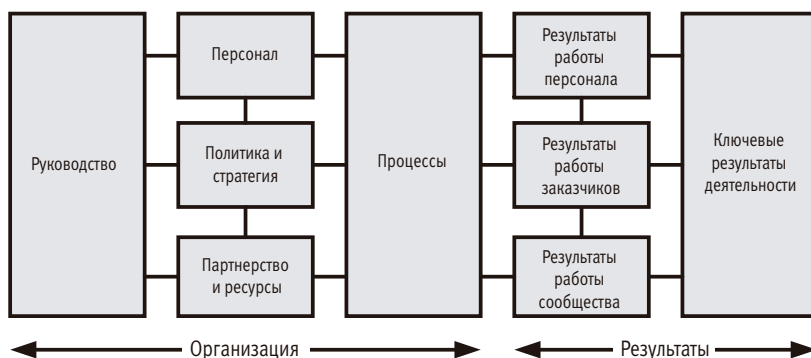 Руководство
Персонал
Политика и
стратегия
Партнерство
и ресурсы
Процессы
Результаты
работы
персонала
Результаты
работы
заказчиков
Результаты
работы
сообщества
Ключевые
результаты
деятельности
Организация
Результаты